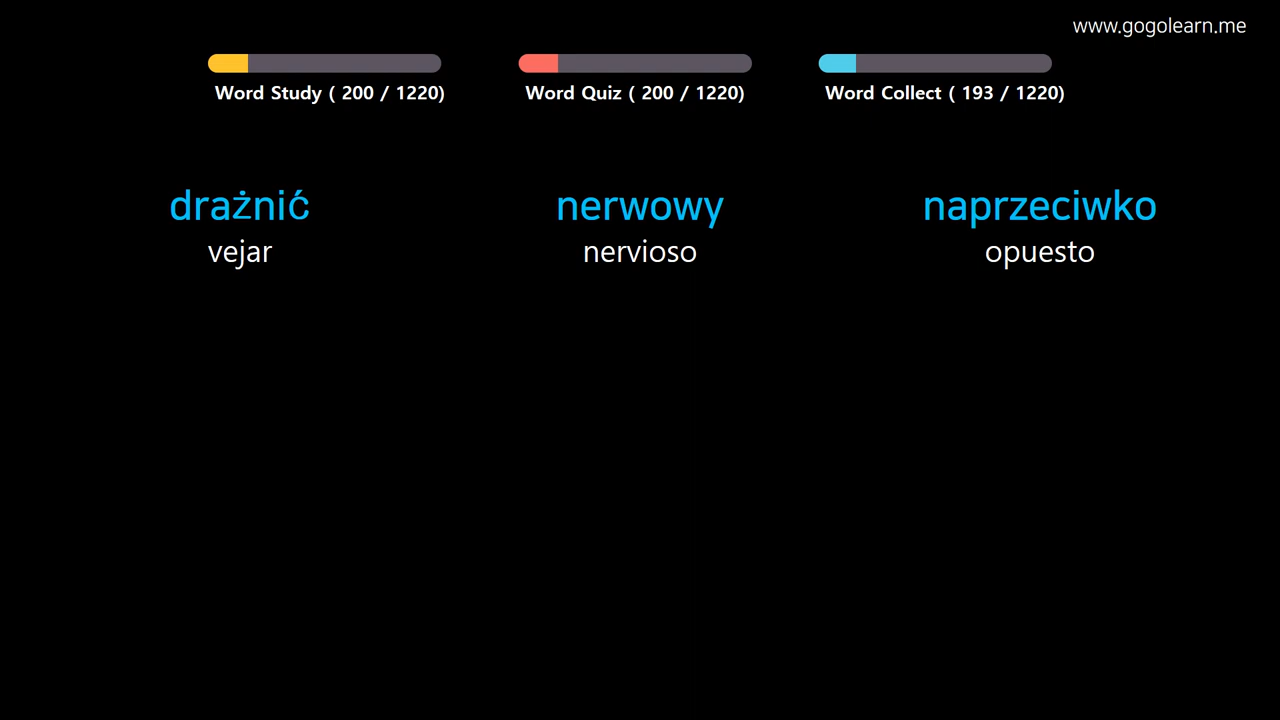 www.gogolearn.me
Word Study ( 200 / 1220)
Word Quiz ( 200 / 1220)
Word Collect ( 193 / 1220)
drażnić
vejar
nerwowy
nervioso
naprzeciwko
opuesto